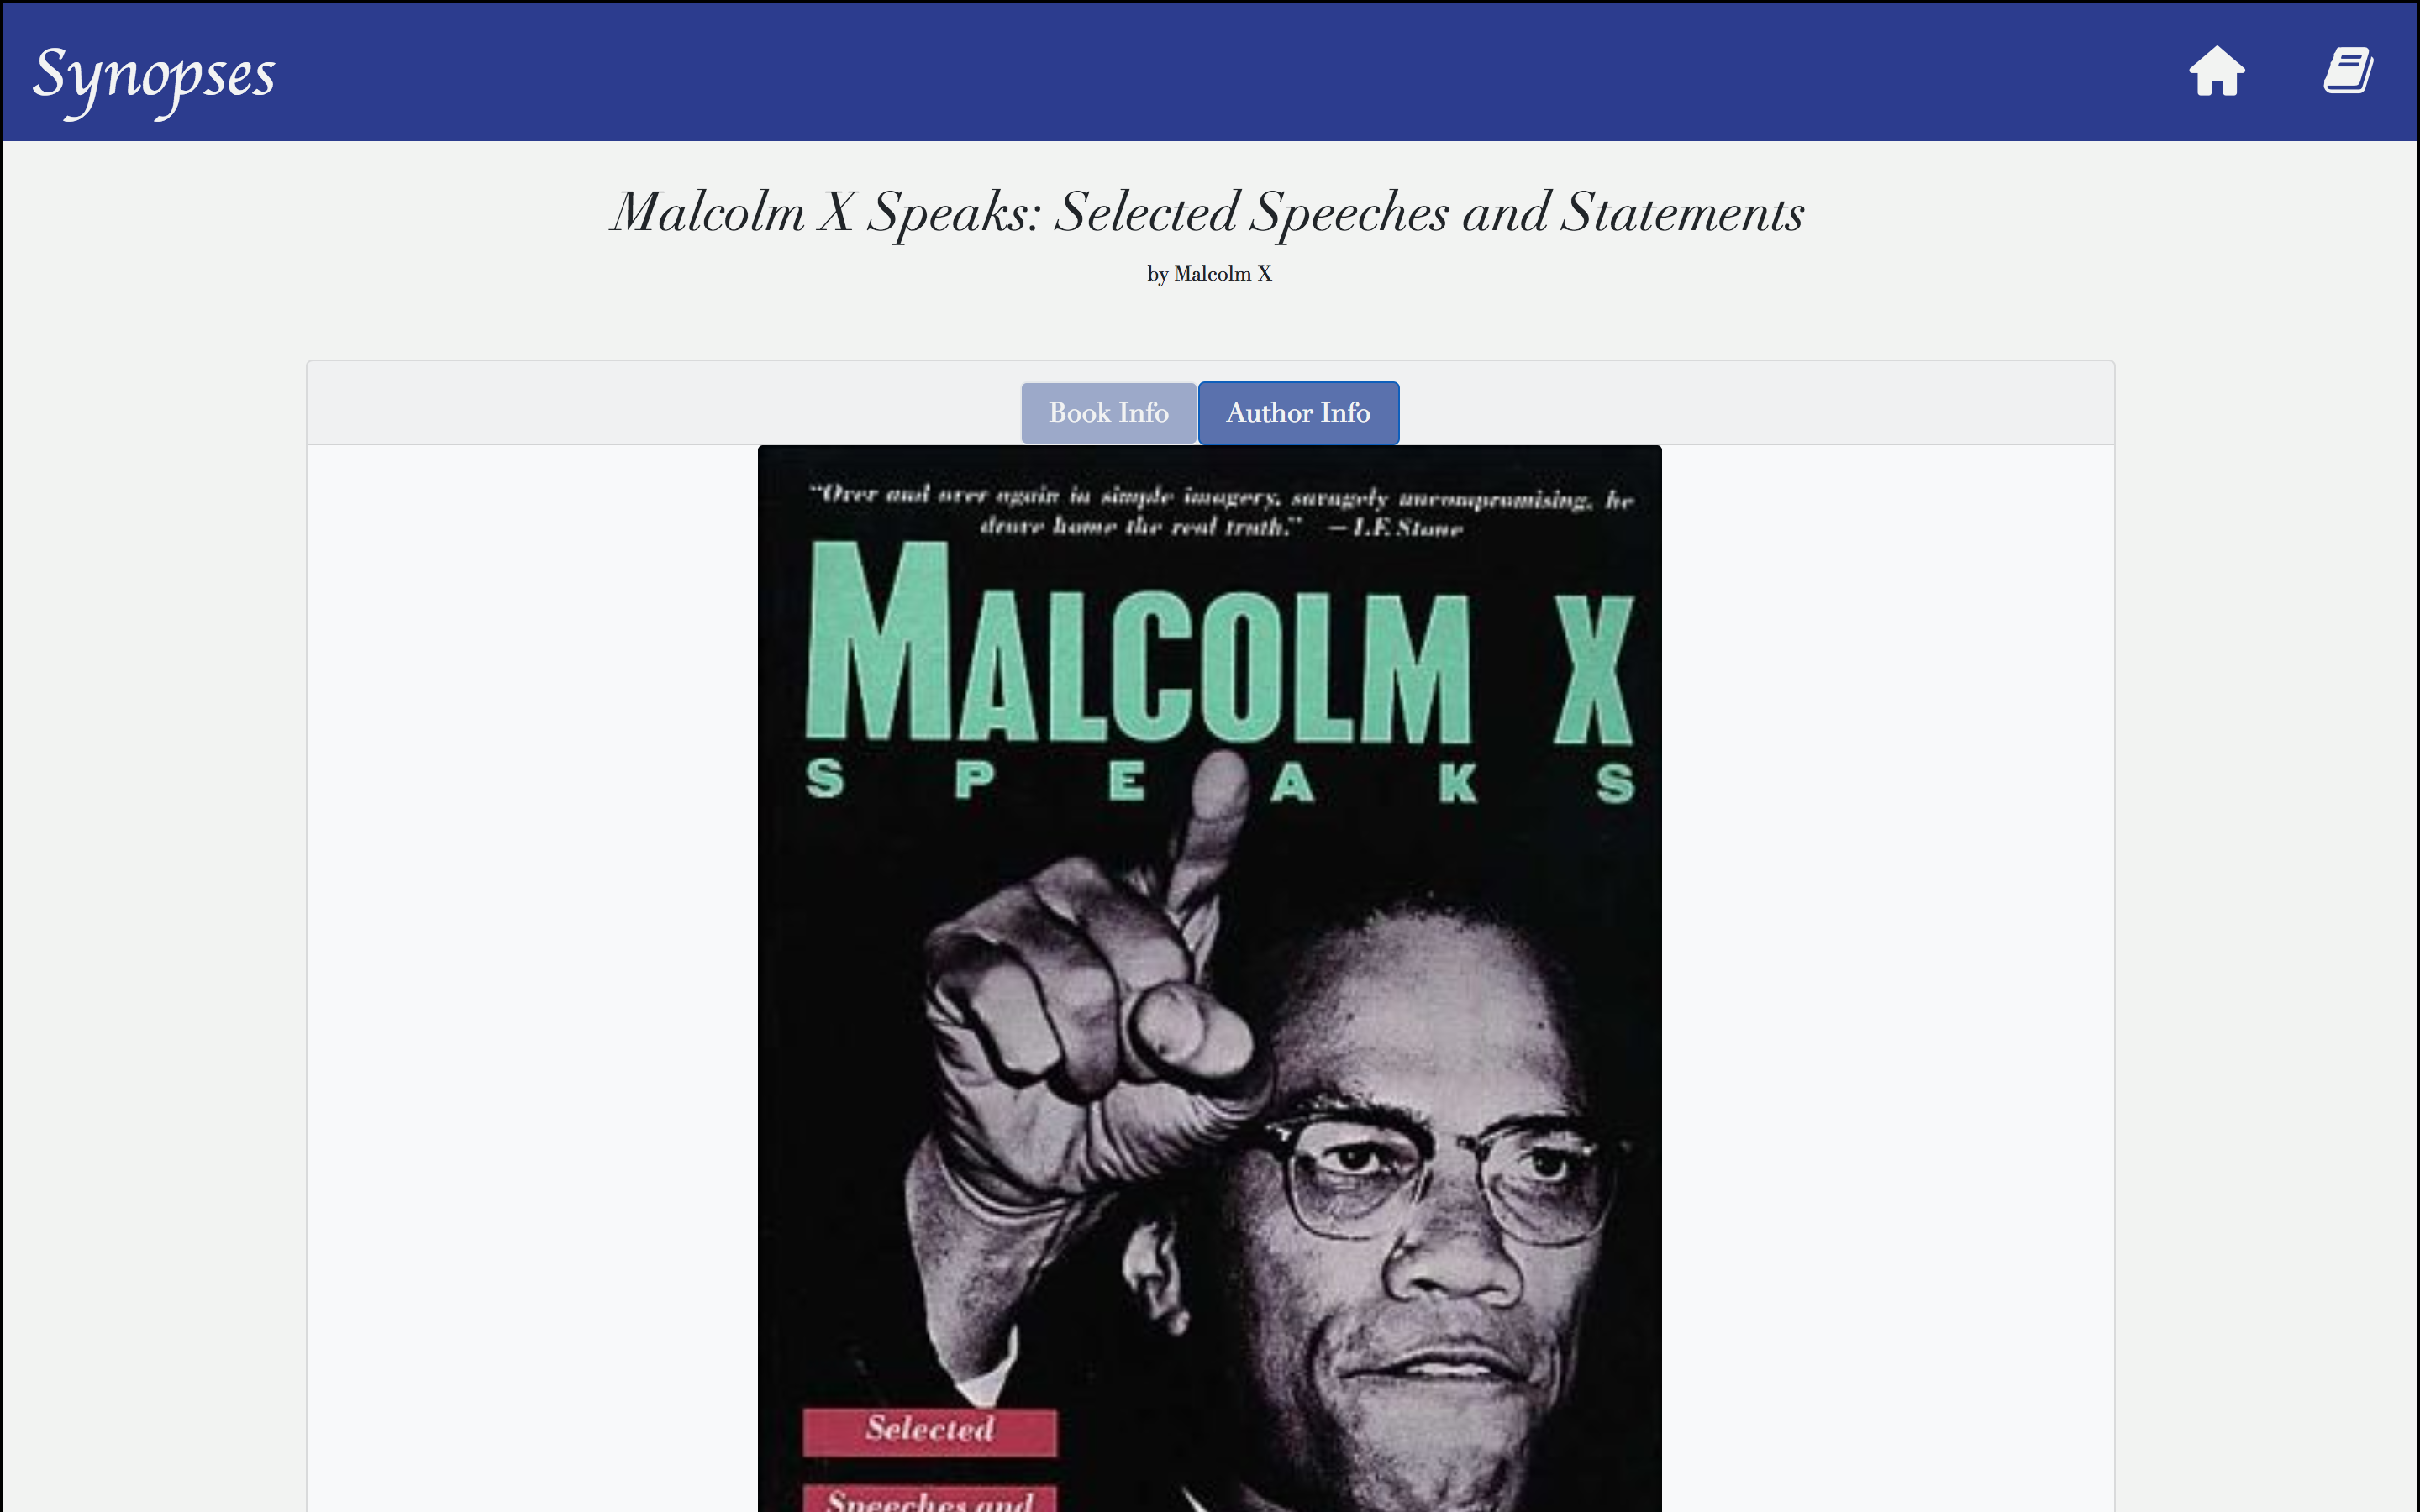 Synopses
Malcolm X Speaks: Selected Speeches and Statements
by Malcolm X
Book Info
Author Info
“Over and over again in simple imagery, savagely uncompromising, he
drove home the real truth.” — I.F. Stone
MALCOLM X
SPEAKS
Selected
Speeches and